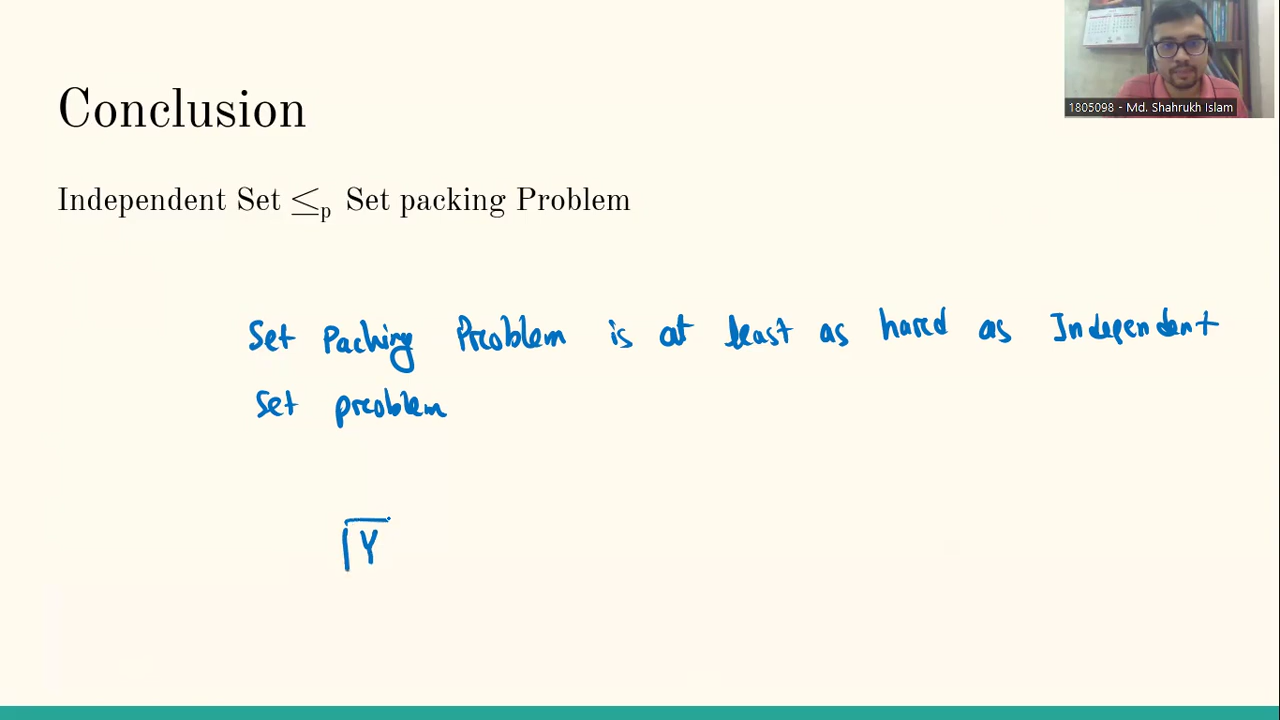 1805098 - Md. Shahrukh Islam
Conclusion
Independent Set ≤p Set packing Problem
Set Packing Problem is at least as hard as Independent
Set problem
Y